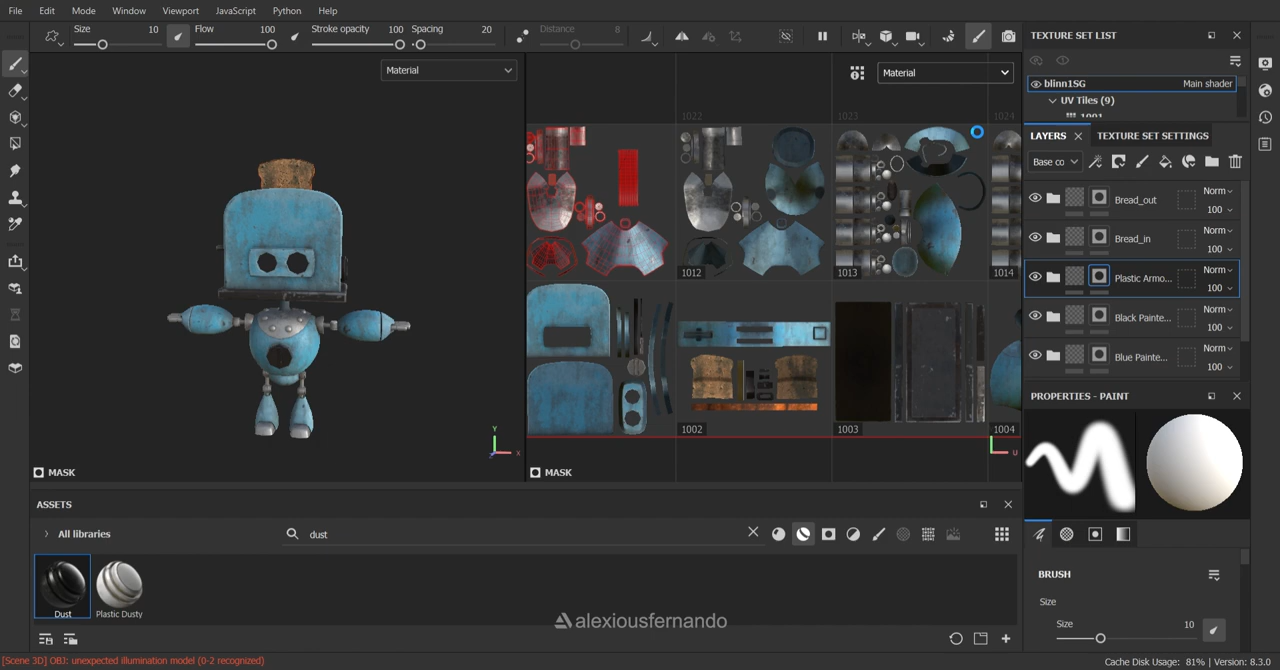 File Edit Mode Window Viewport JavaScript Python Help
Size 10 Flow 100 Stroke opacity 100 Spacing 20 Distance 8
TEXTURE SET LIST
Material
Material
blinn1SG Main shader
UV Tiles (9)
1001
LAYERS TEXTURE SET SETTINGS
Base co
1022 1023 1024
1012 1013 1014
1002 1003 1004
Bread_out Norm 100
Bread_in Norm 100
Plastic Armo... Norm 100
Black Painte... Norm 100
Blue Painte... Norm 100
Y
X
U
MASK
MASK
PROPERTIES - PAINT
ASSETS
All libraries
dust
Dust
Plastic Dusty
alexiousfernando
BRUSH
Size
Size 10
[Scene 3D] OBJ: unexpected illumination model (0-2 recognized)
Cache Disk Usage: 81% | Version: 8.3.0